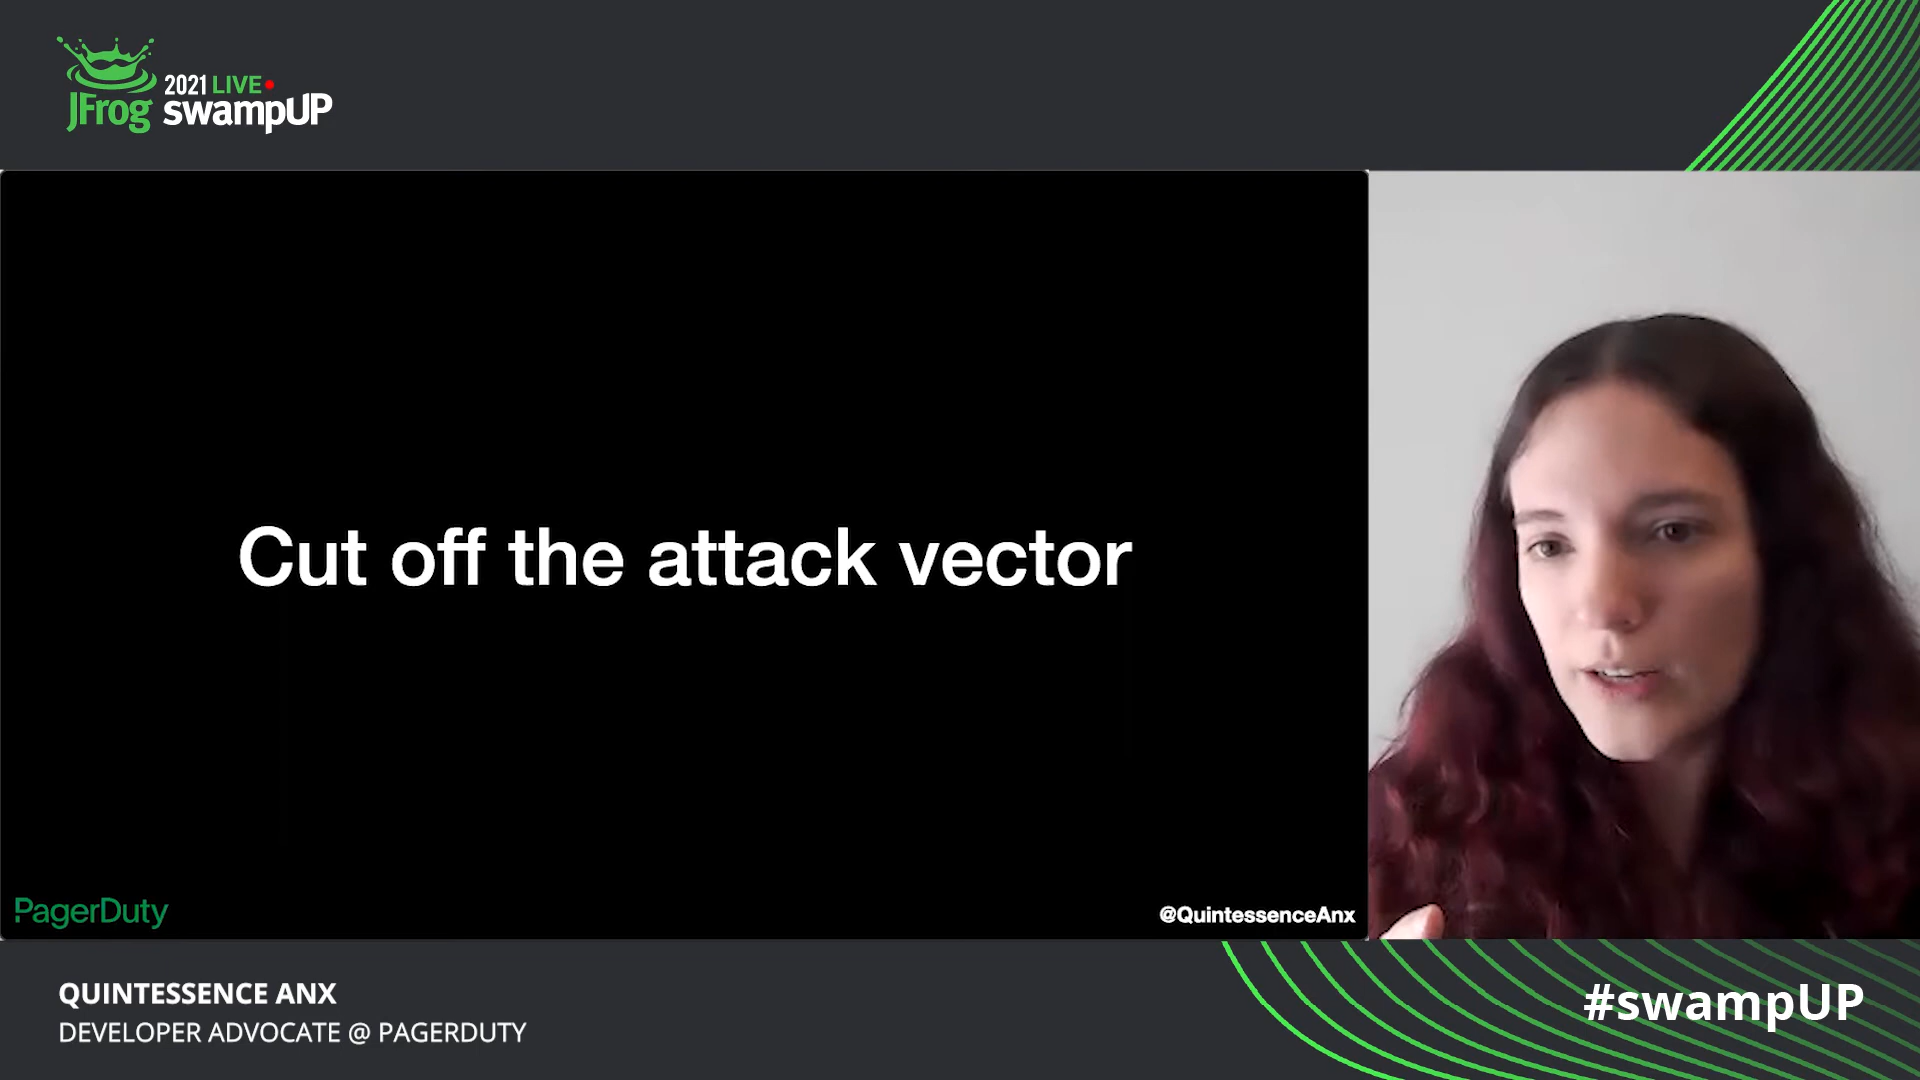 2021 LIVE
JFrog swampUP
Cut off the attack vector
PagerDuty
@QuintessenceAnx
QUINTESSENCE ANX
DEVELOPER ADVOCATE @ PAGERDUTY
#swampUP